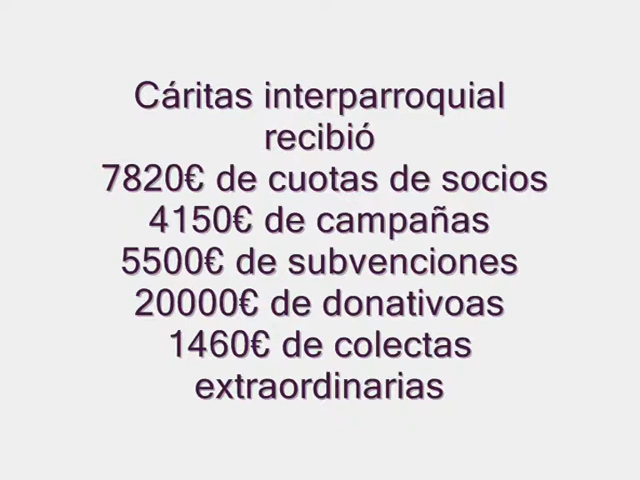 Cáritas interparroquial
recibió
7820€ de cuotas de socios
4150€ de campañas
5500€ de subvenciones
20000€ de donativoas
1460€ de colectas
extraordinarias